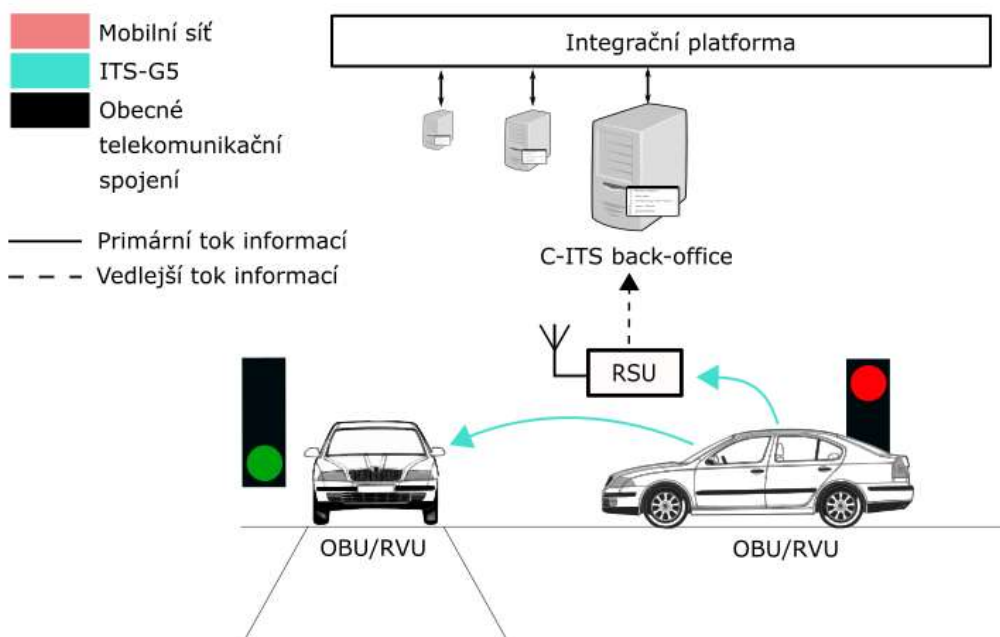 Mobilní síť
ITS-G5
Obecné
telekomunikační
spojení
Primární tok informací
Vedlejší tok informací
Integrační platforma
C-ITS back-office
RSU
OBU/RVU
OBU/RVU